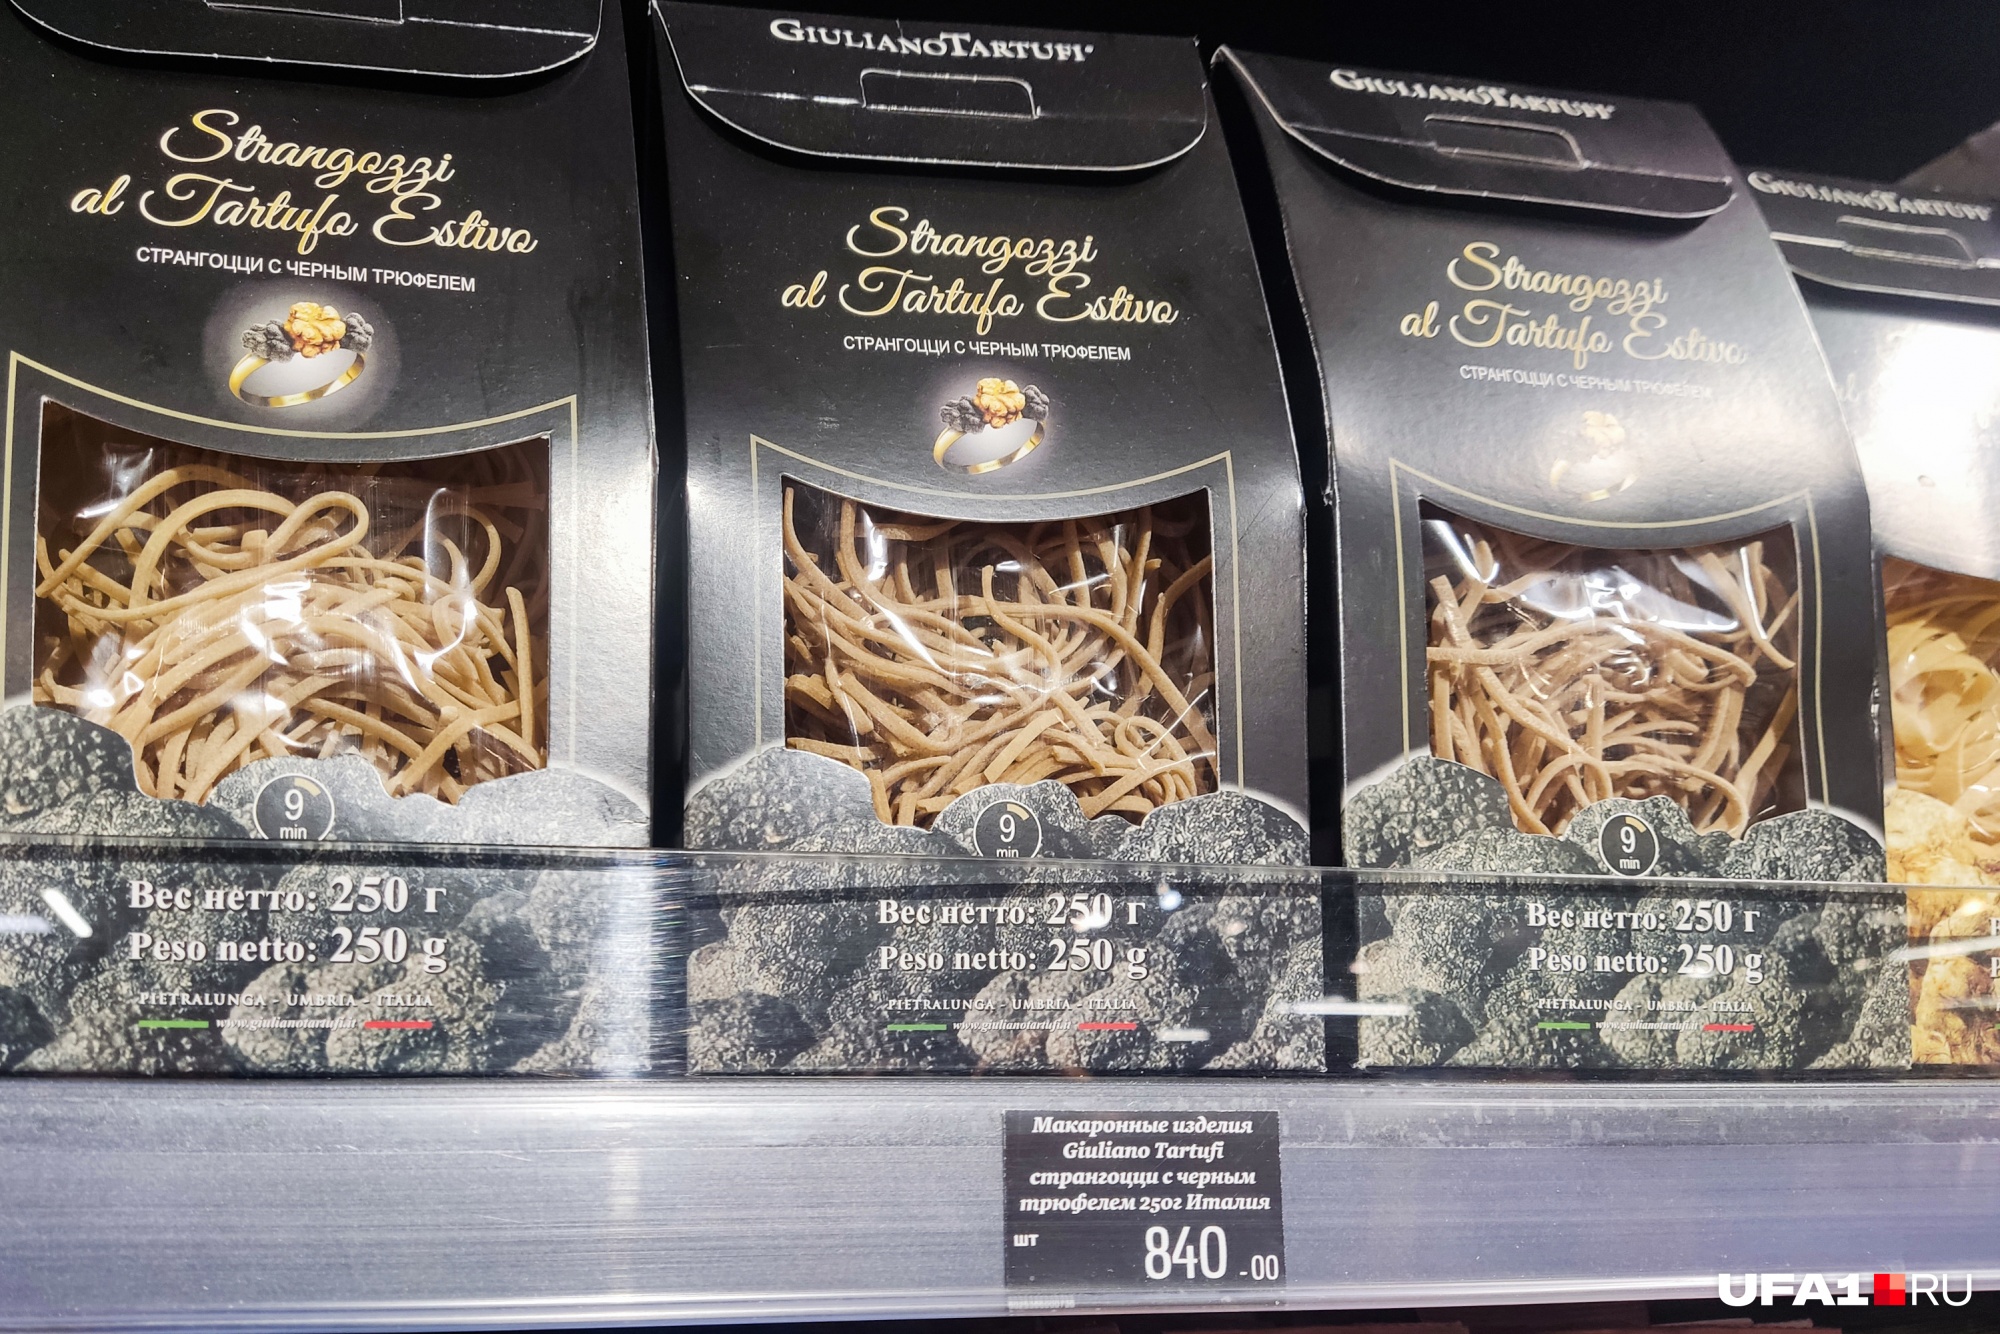 Strangozzi
al Tartufo Estivo
СТРАНГОЦЦИ С ЧЕРНЫМ ТРЮФЕЛЕМ
9
min
Вес нетто: 250 г
Peso netto: 250 g
PIETRALUNGA - UMBRIA - ITALIA
www.giulianotartufi.it
GIULIANOTARTUFI®
Strangozzi
al Tartufo Estivo
СТРАНГОЦЦИ С ЧЕРНЫМ ТРЮФЕЛЕМ
9
min
Вес нетто: 250 г
Peso netto: 250 g
PIETRALUNGA - UMBRIA - ITALIA
www.giulianotartufi.it
GIULIANOTARTUFI®
Strangozzi
al Tartufo Estivo
СТРАНГОЦЦИ С ЧЕРНЫМ ТРЮФЕЛЕМ
9
min
Вес нетто: 250 г
Peso netto: 250 g
PIETRALUNGA - UMBRIA - ITALIA
www.giulianotartufi.it
GIULIANOTARTUFI
Макаронные изделия
Giuliano Tartufi
странгоцци с черным
трюфелем 250г Италия
шт 840 -00
UFA1.RU